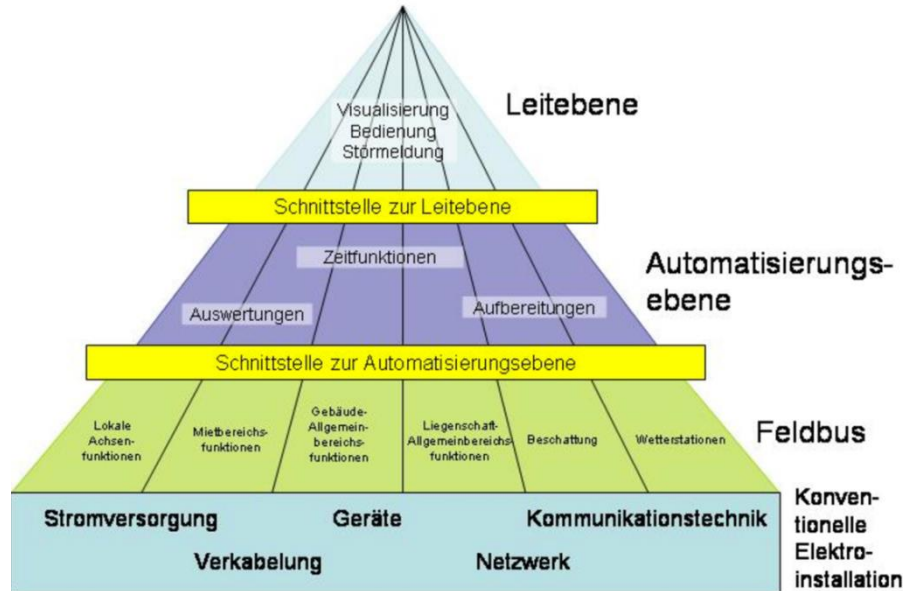 Leitebene
Visualisierung
Bedienung
Störmeldung
Schnittstelle zur Leitebene
Zeitfunktionen
Automatisierungs-
ebene
Auswertungen
Aufbereitungen
Schnittstelle zur Automatisierungsebene
Lokale
Achsen-
funktionen
Mietbereichs-
funktionen
Gebäude-
Allgemein-
bereichs-
funktionen
Liegenschaft-
Allgemeinbereichs-
funktionen
Beschattung
Wetterstationen
Feldbus
Stromversorgung
Geräte
Kommunikationstechnik
Verkabelung
Netzwerk
Konven-
tionelle
Elektro-
installation